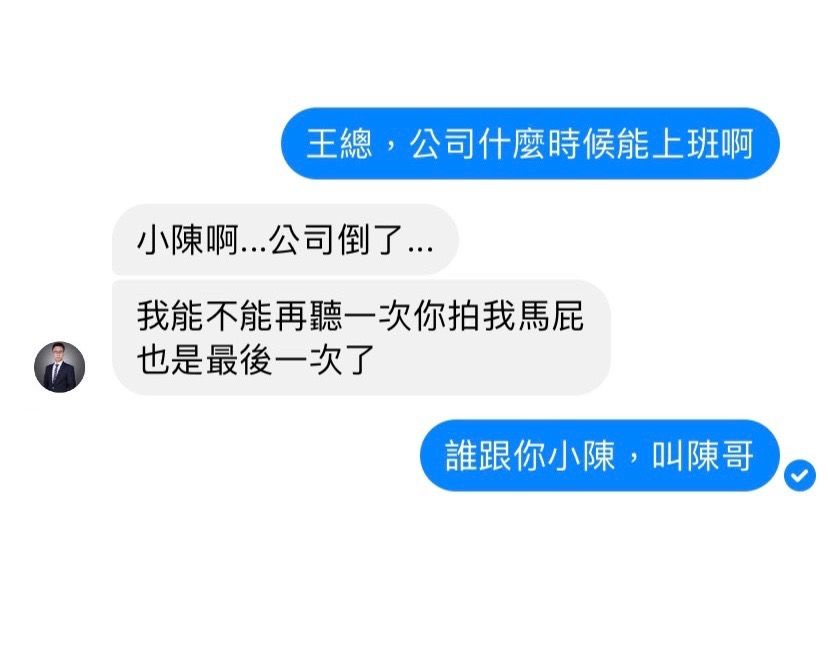 王總，公司什麼時候能上班啊
小陳啊...公司倒了...
我能不能再聽一次你拍我馬屁
也是最後一次了
誰跟你小陳，叫陳哥